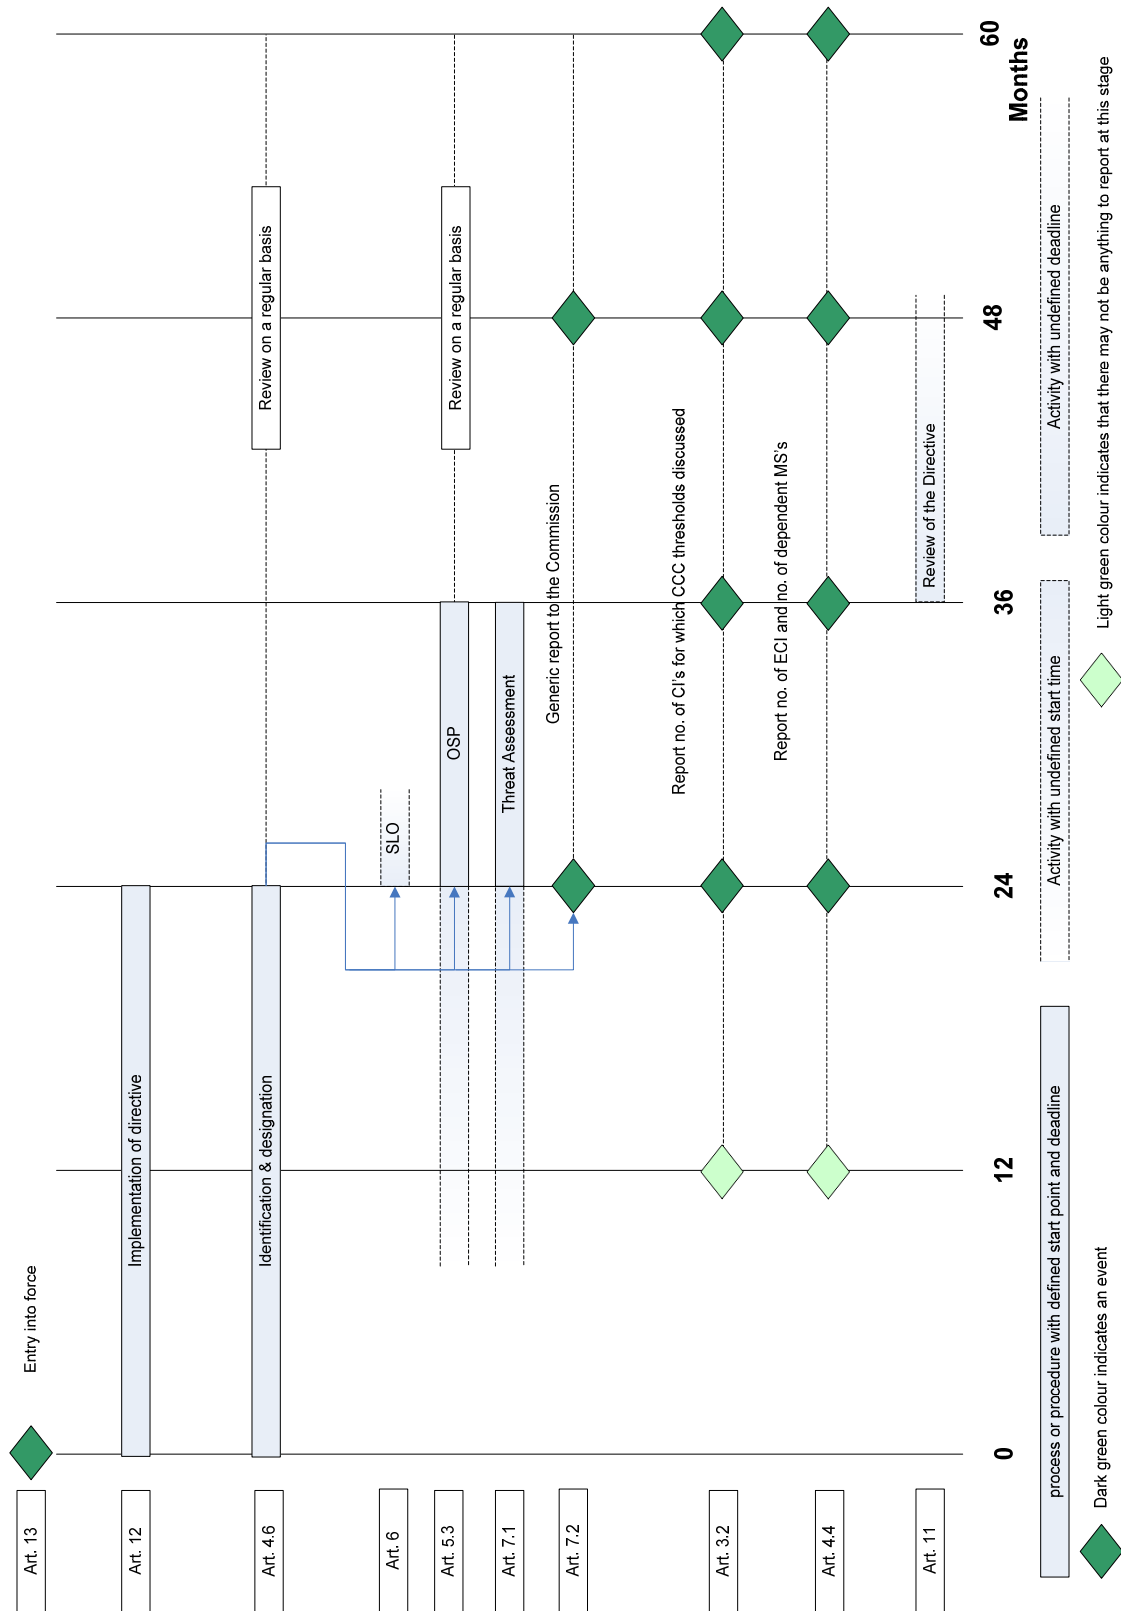 Art. 13
Entry into force
Art. 12
Implementation of directive
Art. 4.6
Identification & designation
Review on a regular basis
Art. 6
SLO
Art. 5.3
OSP
Review on a regular basis
Art. 7.1
Threat Assessment
Art. 7.2
Generic report to the Commission
Art. 3.2
Report no. of CI's for which CCC thresholds discussed
Art. 4.4
Report no. of ECI and no. of dependent MS's
Art. 11
Review of the Directive
0
12
24
36
48
60
Months
process or procedure with defined start point and deadline
Activity with undefined start time
Activity with undefined deadline
Dark green colour indicates an event
Light green colour indicates that there may not be anything to report at this stage